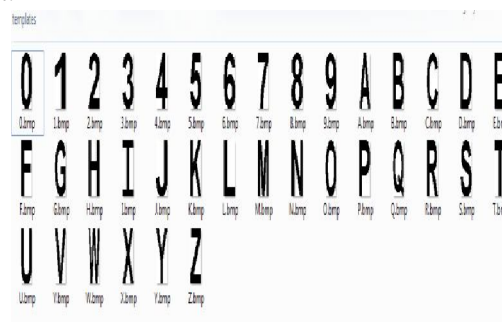 templates
0 1 2 3 4 5 6 7 8 9 A B C D E
0.bmp 1.bmp 2.bmp 3.bmp 4.bmp 5.bmp 6.bmp 7.bmp 8.bmp 9.bmp A.bmp B.bmp C.bmp D.bmp E.bmp
F G H I J K L M N O P Q R S T
F.bmp G.bmp H.bmp I.bmp J.bmp K.bmp L.bmp M.bmp N.bmp O.bmp P.bmp Q.bmp R.bmp S.bmp T.b
U V W X Y Z
U.bmp V.bmp W.bmp X.bmp Y.bmp Z.bmp